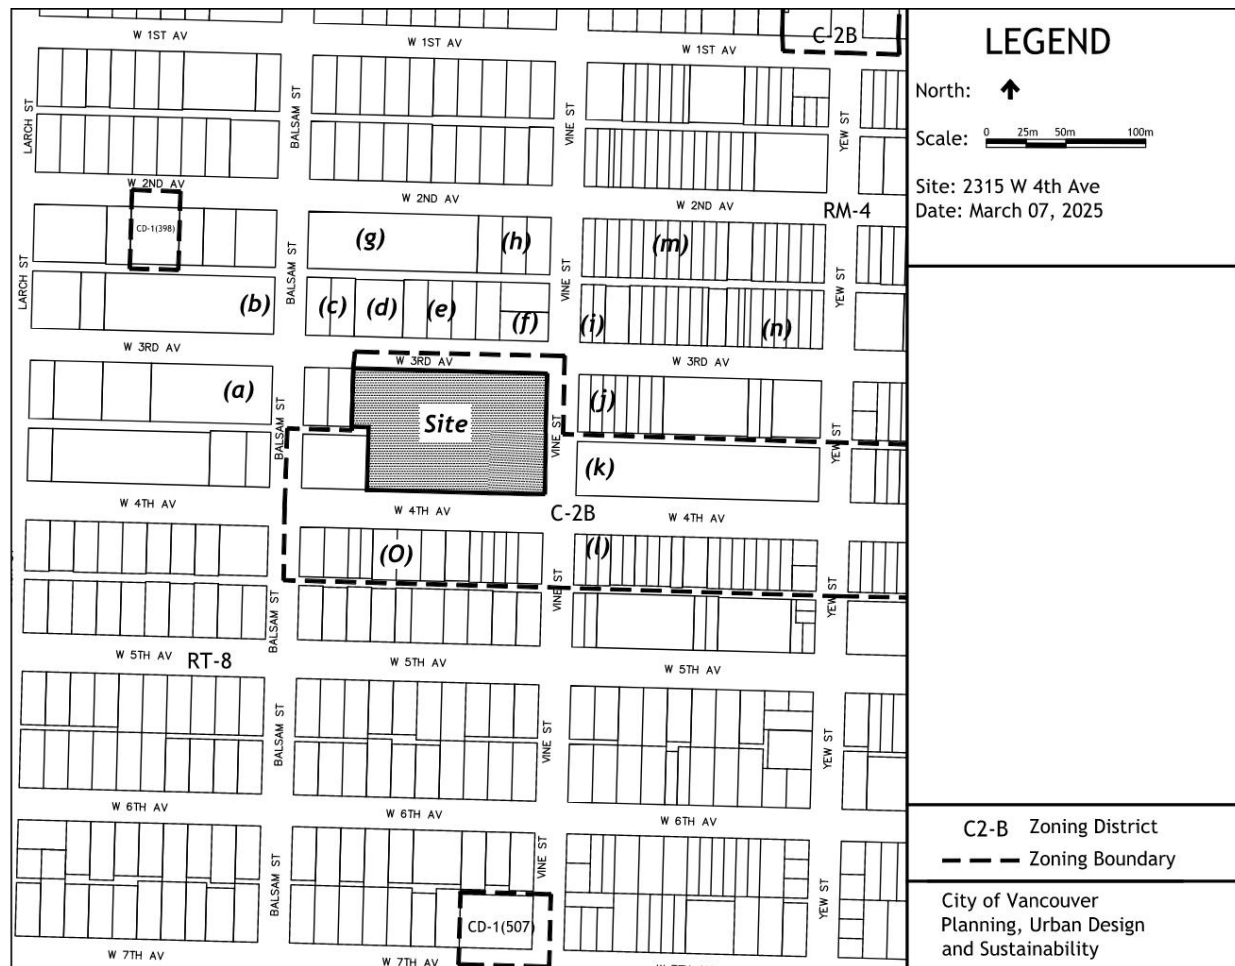 W 1ST AV
W 1ST AV
W 1ST AV
C-2B
LARCH ST
BALSAM ST
VINE ST
YEW ST
W 2ND AV
W 2ND AV
W 2ND AV
RM-4
CD-1(398)
(g)
(h)
(m)
LARCH ST
BALSAM ST
VINE ST
YEW ST
(b)
(c)
(d)
(e)
(f)
(i)
(n)
W 3RD AV
W 3RD AV
W 3RD AV
(a)
(j)
BALSAM ST
Site
VINE ST
YEW ST
(k)
W 4TH AV
W 4TH AV
C-2B
W 4TH AV
(O)
(l)
BALSAM ST
VINE ST
YEW ST
W 5TH AV
RT-8
W 5TH AV
W 5TH AV
BALSAM ST
VINE ST
YEW ST
W 6TH AV
W 6TH AV
W 6TH AV
BALSAM ST
VINE ST
YEW ST
CD-1(507)
W 7TH AV
W 7TH AV
LEGEND
North:
Scale:
0 25m 50m 100m
Site: 2315 W 4th Ave
Date: March 07, 2025
C2-B Zoning District
Zoning Boundary
City of Vancouver
Planning, Urban Design
and Sustainability